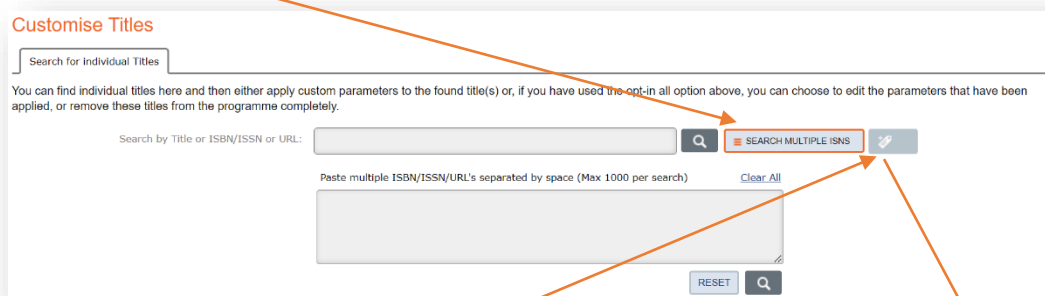 Customise Titles
Search for individual Titles
You can find individual titles here and then either apply custom parameters to the found title(s) or, if you have used the opt-in all option above, you can choose to edit the parameters that have been
applied, or remove these titles from the programme completely.
Search by Title or ISBN/ISSN or URL:
SEARCH MULTIPLE ISNS
Paste multiple ISBN/ISSN/URL's separated by space (Max 1000 per search)
Clear All
RESET